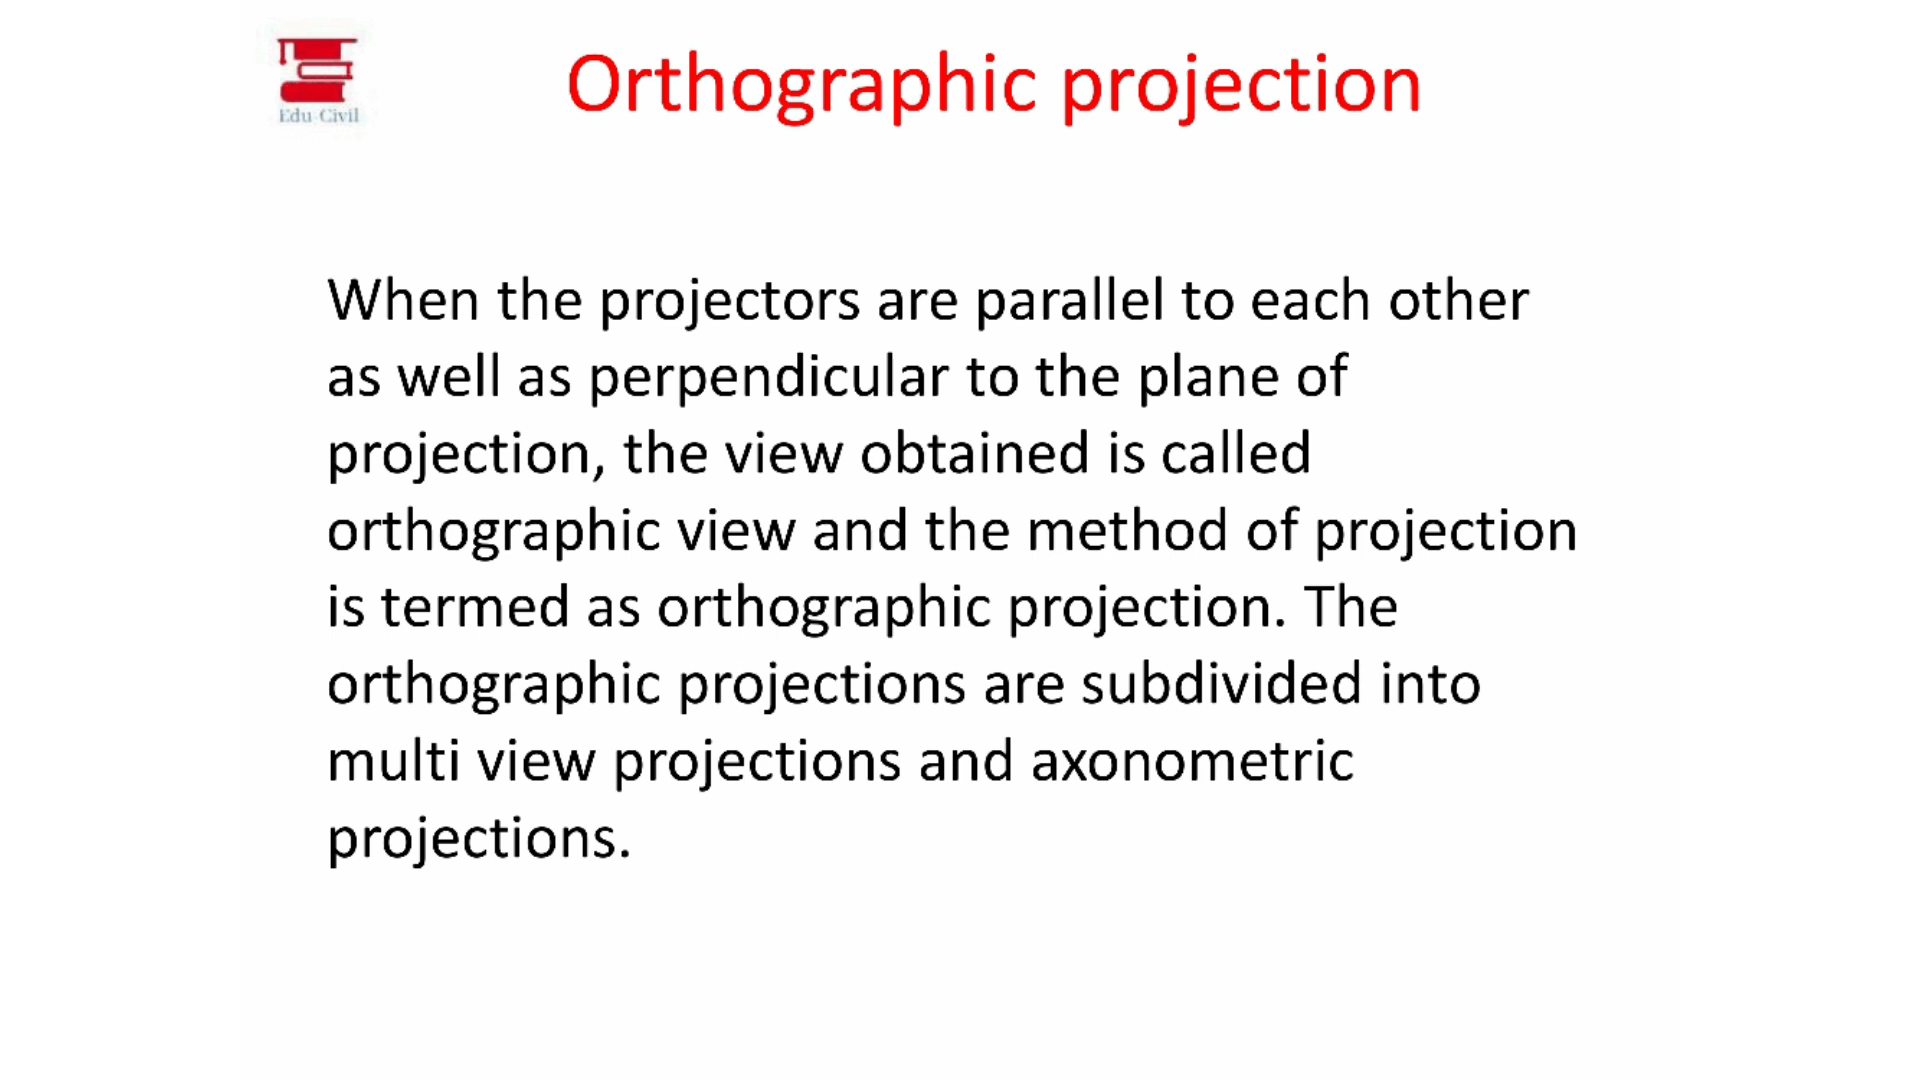 Edu-Civil
Orthographic projection
When the projectors are parallel to each other
as well as perpendicular to the plane of
projection, the view obtained is called
orthographic view and the method of projection
is termed as orthographic projection. The
orthographic projections are subdivided into
multi view projections and axonometric
projections.